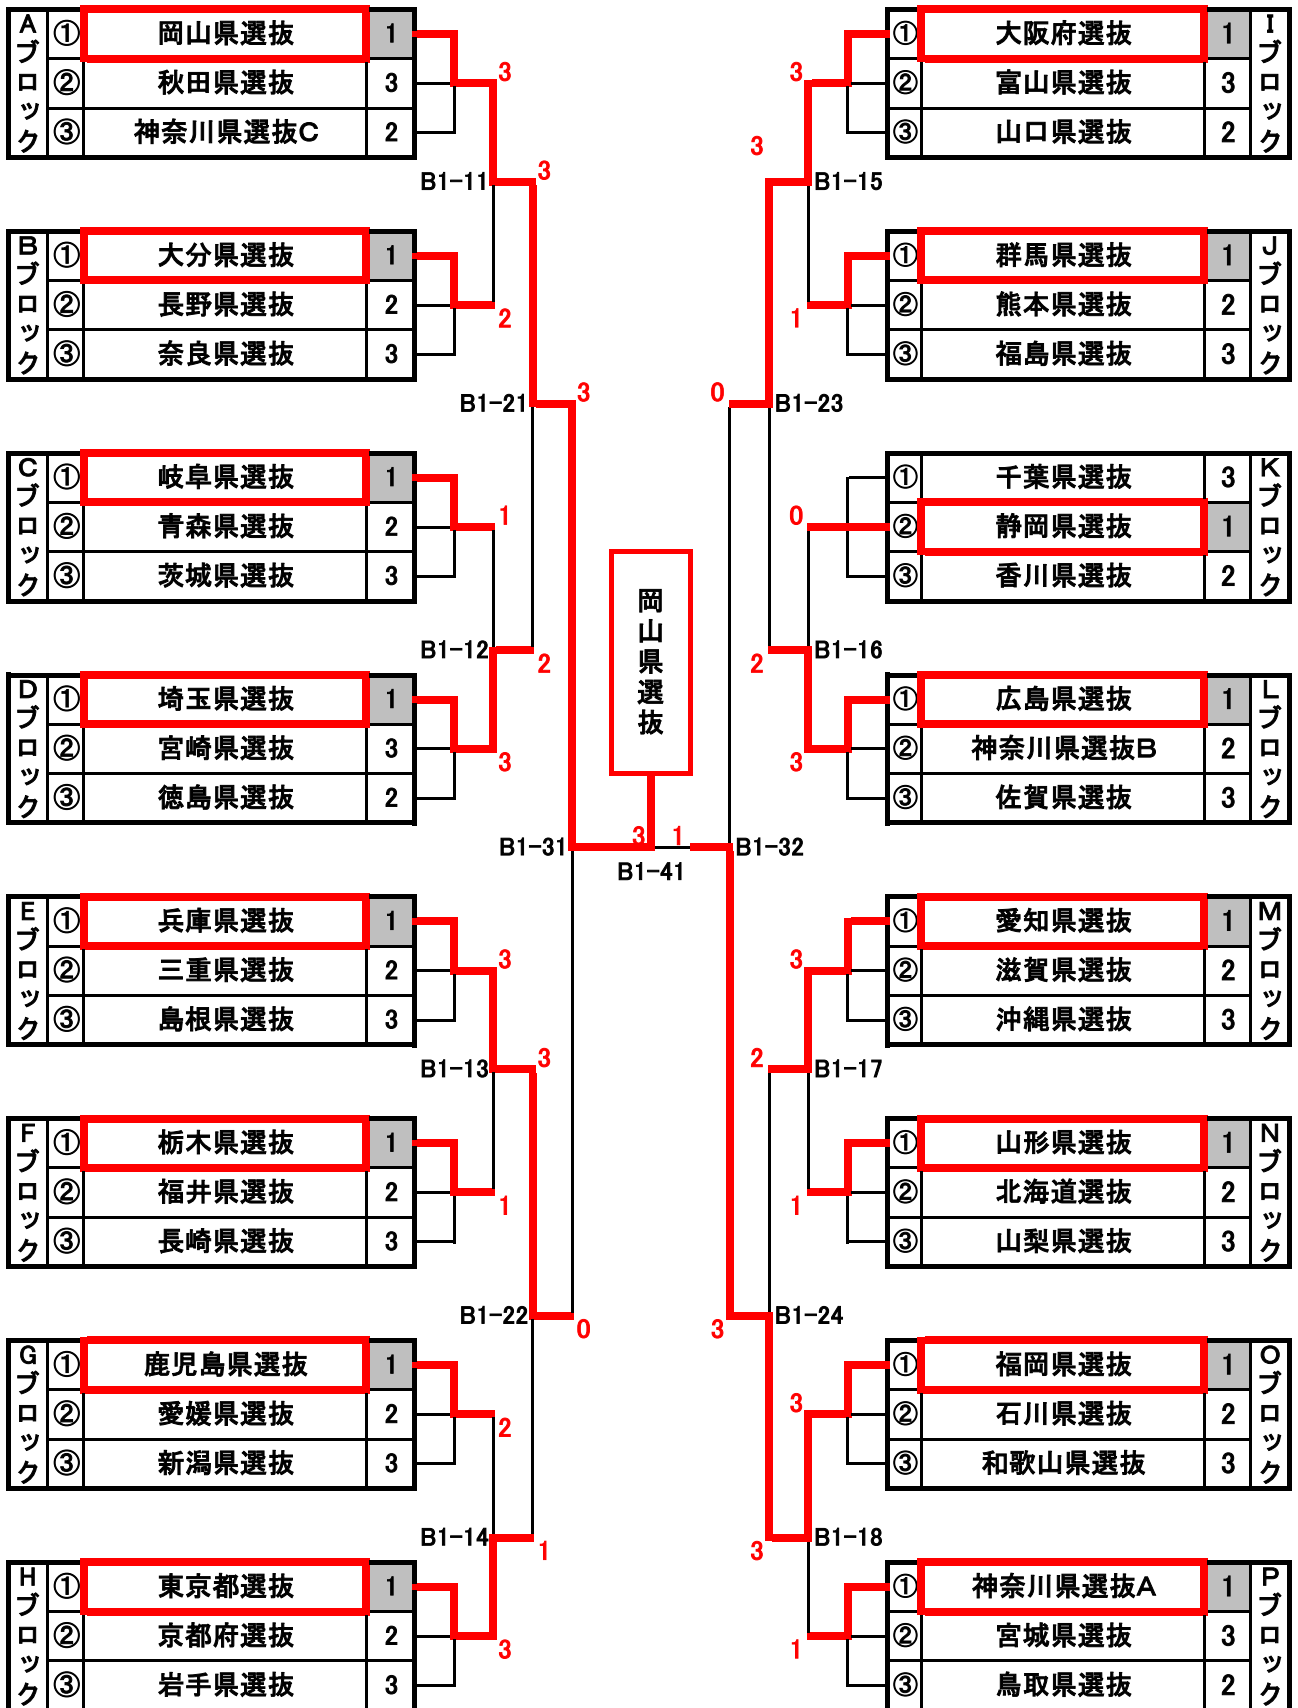 Aブロック
① 岡山県選抜 1
② 秋田県選抜 3
③ 神奈川県選抜C 2
Bブロック
① 大分県選抜 1
② 長野県選抜 2
③ 奈良県選抜 3
Cブロック
① 岐阜県選抜 1
② 青森県選抜 2
③ 茨城県選抜 3
Dブロック
① 埼玉県選抜 1
② 宮崎県選抜 3
③ 徳島県選抜 2
Eブロック
① 兵庫県選抜 1
② 三重県選抜 2
③ 島根県選抜 3
Fブロック
① 栃木県選抜 1
② 福井県選抜 2
③ 長崎県選抜 3
Gブロック
① 鹿児島県選抜 1
② 愛媛県選抜 2
③ 新潟県選抜 3
Hブロック
① 東京都選抜 1
② 京都府選抜 2
③ 岩手県選抜 3
3
B1-11
3
2
B1-21
3
1
B1-12
2
3
B1-31
3
B1-13
3
1
B1-22
0
2
B1-14
1
3
岡山県選抜
3 1
B1-41
3
3
B1-15
1
0
B1-23
0
2
B1-16
3
B1-32
3
2
B1-17
1
3
B1-24
3
3
B1-18
1
Iブロック
① 大阪府選抜 1
② 富山県選抜 3
③ 山口県選抜 2
Jブロック
① 群馬県選抜 1
② 熊本県選抜 2
③ 福島県選抜 3
Kブロック
① 千葉県選抜 3
② 静岡県選抜 1
③ 香川県選抜 2
Lブロック
① 広島県選抜 1
② 神奈川県選抜B 2
③ 佐賀県選抜 3
Mブロック
① 愛知県選抜 1
② 滋賀県選抜 2
③ 沖縄県選抜 3
Nブロック
① 山形県選抜 1
② 北海道選抜 2
③ 山梨県選抜 3
Oブロック
① 福岡県選抜 1
② 石川県選抜 2
③ 和歌山県選抜 3
Pブロック
① 神奈川県選抜A 1
② 宮城県選抜 3
③ 鳥取県選抜 2